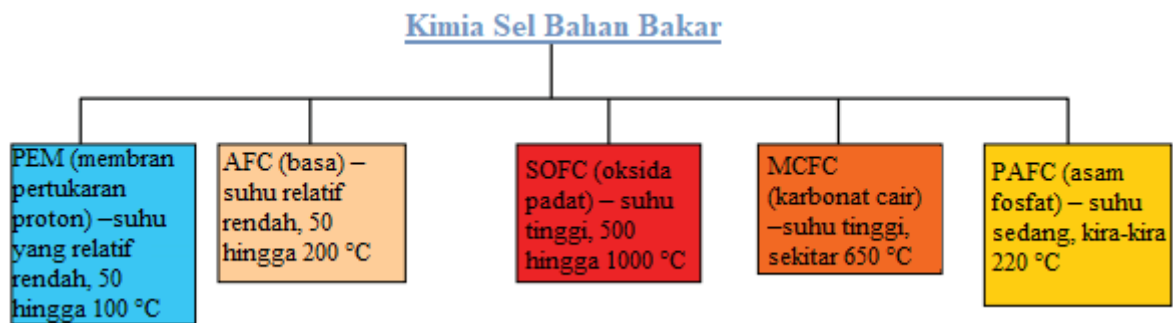 Kimia Sel Bahan Bakar
PEM (membran
pertukaran
proton) –suhu
yang relatif
rendah, 50
hingga 100 °C
AFC (basa) –
suhu relatif
rendah, 50
hingga 200 °C
SOFC (oksida
padat) – suhu
tinggi, 500
hingga 1000 °C
MCFC
(karbonat cair)
–suhu tinggi,
sekitar 650 °C
PAFC (asam
fosfat) – suhu
sedang, kira-kira
220 °C